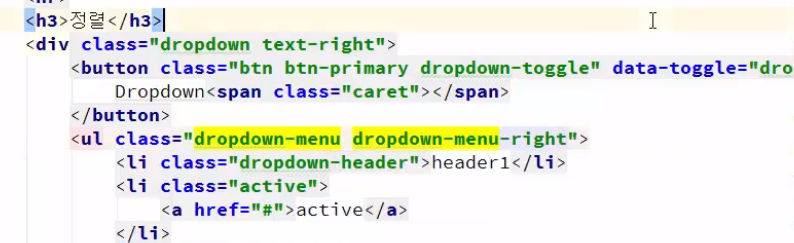 <h3>정렬</h3>
<div class="dropdown text-right">
<button class="btn btn-primary dropdown-toggle" data-toggle="dro
Dropdown<span class="caret"></span>
</button>
<ul class="dropdown-menu dropdown-menu-right">
<li class="dropdown-header">header1</li>
<li class="active">
<a href="#">active</a>
</li>